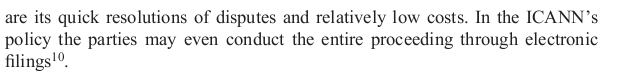 are its quick resolutions of disputes and relatively low costs. In the ICANN's
policy the parties may even conduct the entire proceeding through electronic
filings¹⁰.